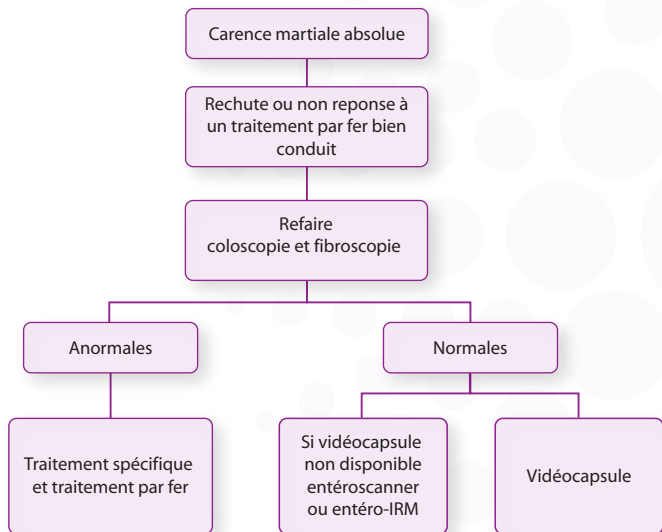 Carence martiale absolue
Rechute ou non reponse à
un traitement par fer bien
conduit
Refaire
coloscopie et fibroscopie
Anormales
Normales
Traitement spécifique
et traitement par fer
Si vidéocapsule
non disponible
entéroscanner
ou entéro-IRM
Vidéocapsule